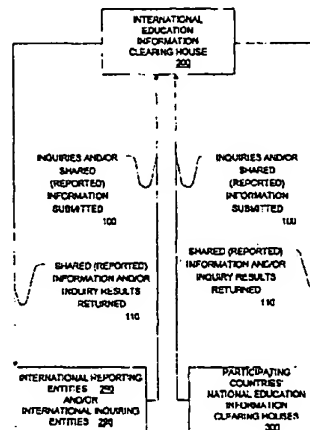 INTERNATIONAL
EDUCATION
INFORMATION
CLEARING HOUSE
200
INQUIRIES AND/OR
SHARED
(REPORTED)
INFORMATION
SUBMITTED
100
INQUIRIES AND/OR
SHARED
(REPORTED)
INFORMATION
SUBMITTED
100
SHARED (REPORTED)
INFORMATION AND/OR
INQUIRY RESULTS
RETURNED
110
SHARED (REPORTED)
INFORMATION AND/OR
INQUIRY RESULTS
RETURNED
110
INTERNATIONAL REPORTING
ENTITIES 250
AND/OR
INTERNATIONAL INQUIRING
ENTITIES
PARTICIPATING
COUNTRIES'
NATIONAL EDUCATION
INFORMATION
CLEARING HOUSES
300